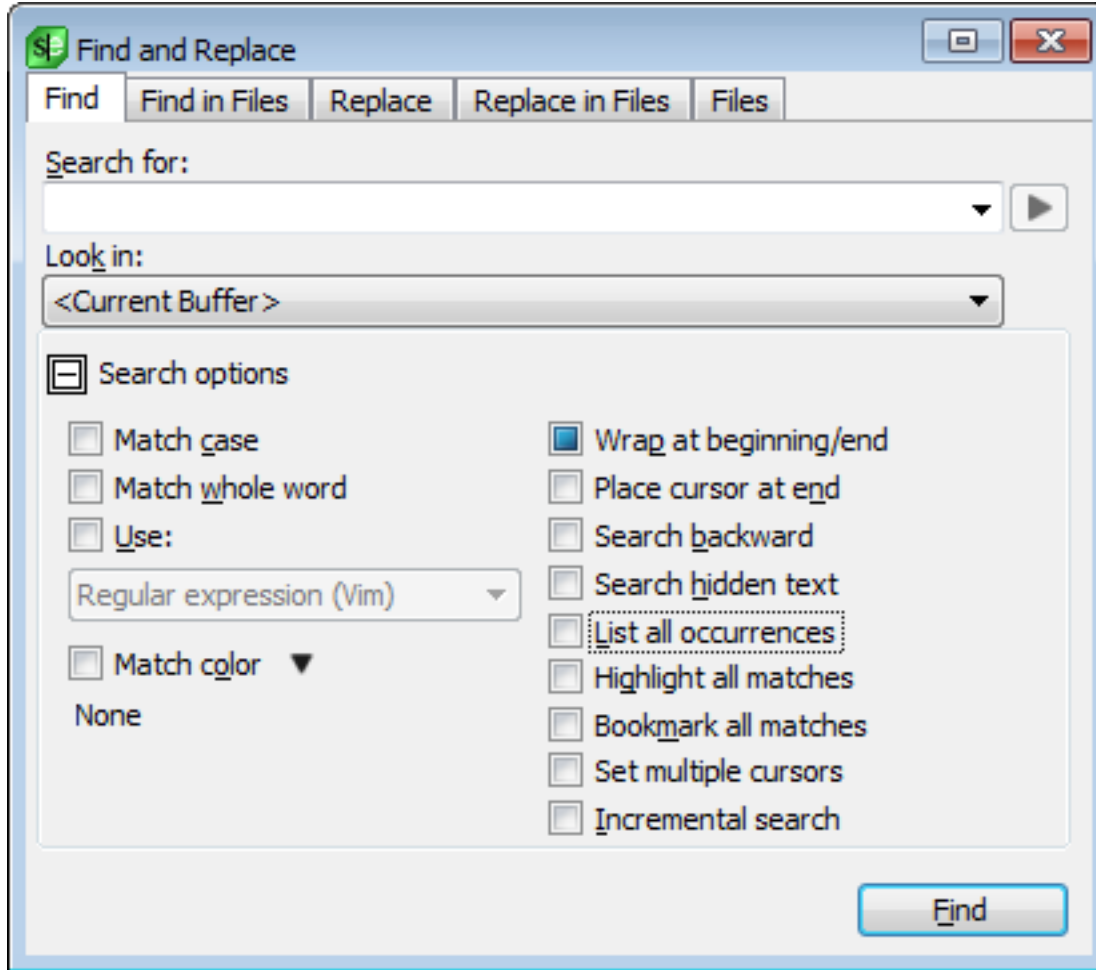 Find and Replace
Find Find in Files Replace Replace in Files Files
Search for:
Look in:
<Current Buffer>
Search options
Match case
Match whole word
Use:
Regular expression (Vim)
Match color
None
Wrap at beginning/end
Place cursor at end
Search backward
Search hidden text
List all occurrences
Highlight all matches
Bookmark all matches
Set multiple cursors
Incremental search
Find